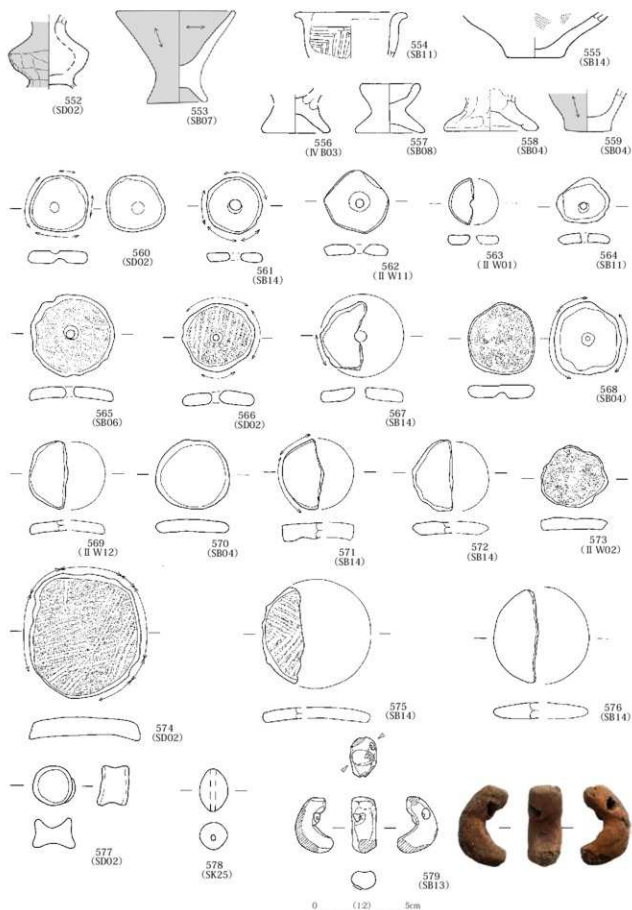 552
(SD02)
553
(SB07)
554
(SB11)
555
(SB14)
556
(Ⅳ B03)
557
(SB08)
558
(SB04)
559
(SB04)
560
(SD02)
561
(SB14)
562
(Ⅱ W11)
563
(Ⅱ W01)
564
(SB11)
565
(SB06)
566
(SD02)
567
(SB14)
568
(SB04)
569
(Ⅱ W12)
570
(SB04)
571
(SB14)
572
(SB14)
573
(Ⅱ W02)
574
(SD02)
575
(SB14)
576
(SB14)
577
(SD02)
578
(SK25)
579
(SB13)
0 (1:2) 5cm